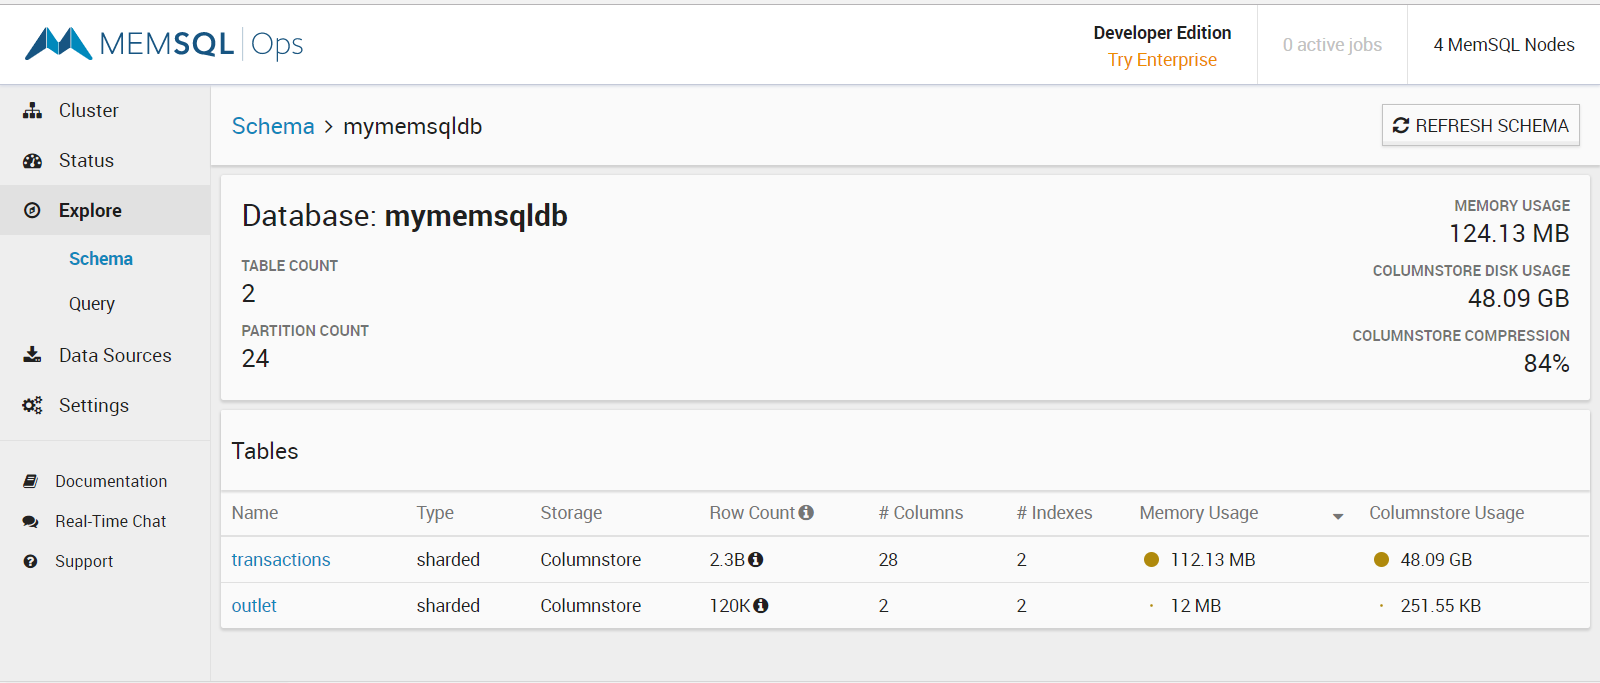 MEMSQL Ops
Developer Edition
Try Enterprise
0 active jobs
4 MemSQL Nodes
Cluster
Status
Explore
Schema
Query
Data Sources
Settings
Documentation
Real-Time Chat
Support
Schema > mymemsqldb
REFRESH SCHEMA
Database: mymemsqldb
TABLE COUNT
2
PARTITION COUNT
24
MEMORY USAGE
124.13 MB
COLUMNSTORE DISK USAGE
48.09 GB
COLUMNSTORE COMPRESSION
84%
Tables
Name Type Storage Row Count # Columns # Indexes Memory Usage Columnstore Usage
transactions sharded Columnstore 2.3B 28 2 112.13 MB 48.09 GB
outlet sharded Columnstore 120K 2 2 12 MB 251.55 KB